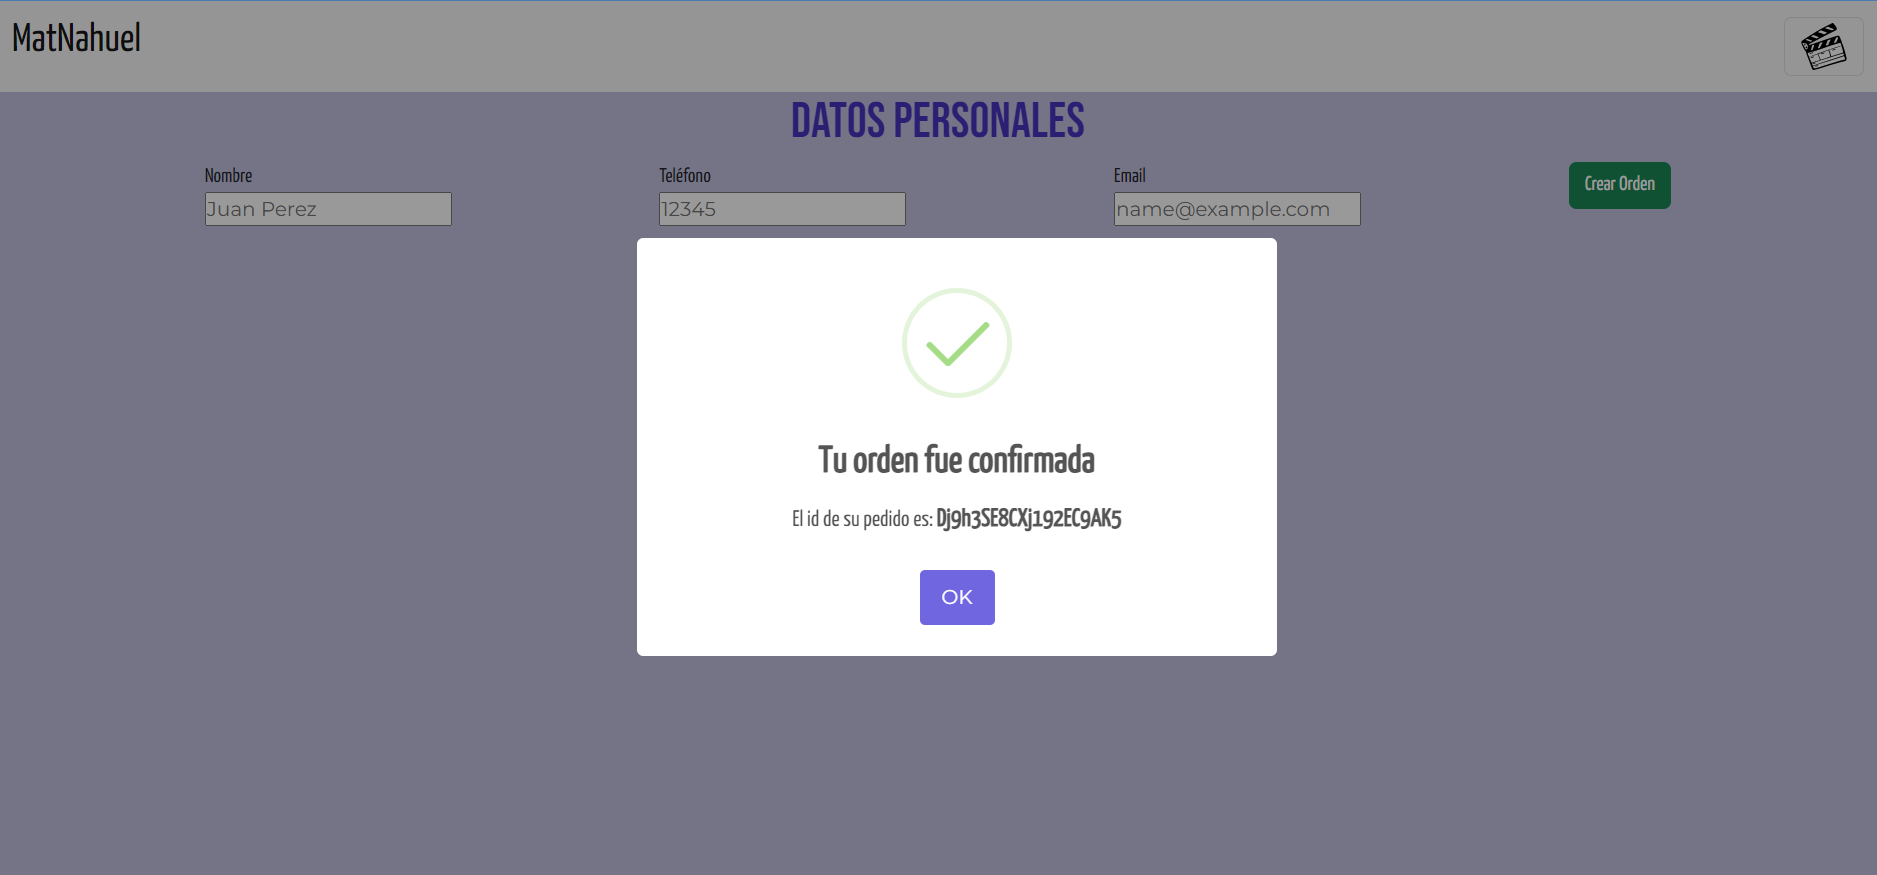 MatNahuel
DATOS PERSONALES
Nombre
Juan Perez
Teléfono
12345
Email
name@example.com
Crear Orden
Tu orden fue confirmada
El id de su pedido es: Dj9h3SE8CXj192EC9AK5
OK